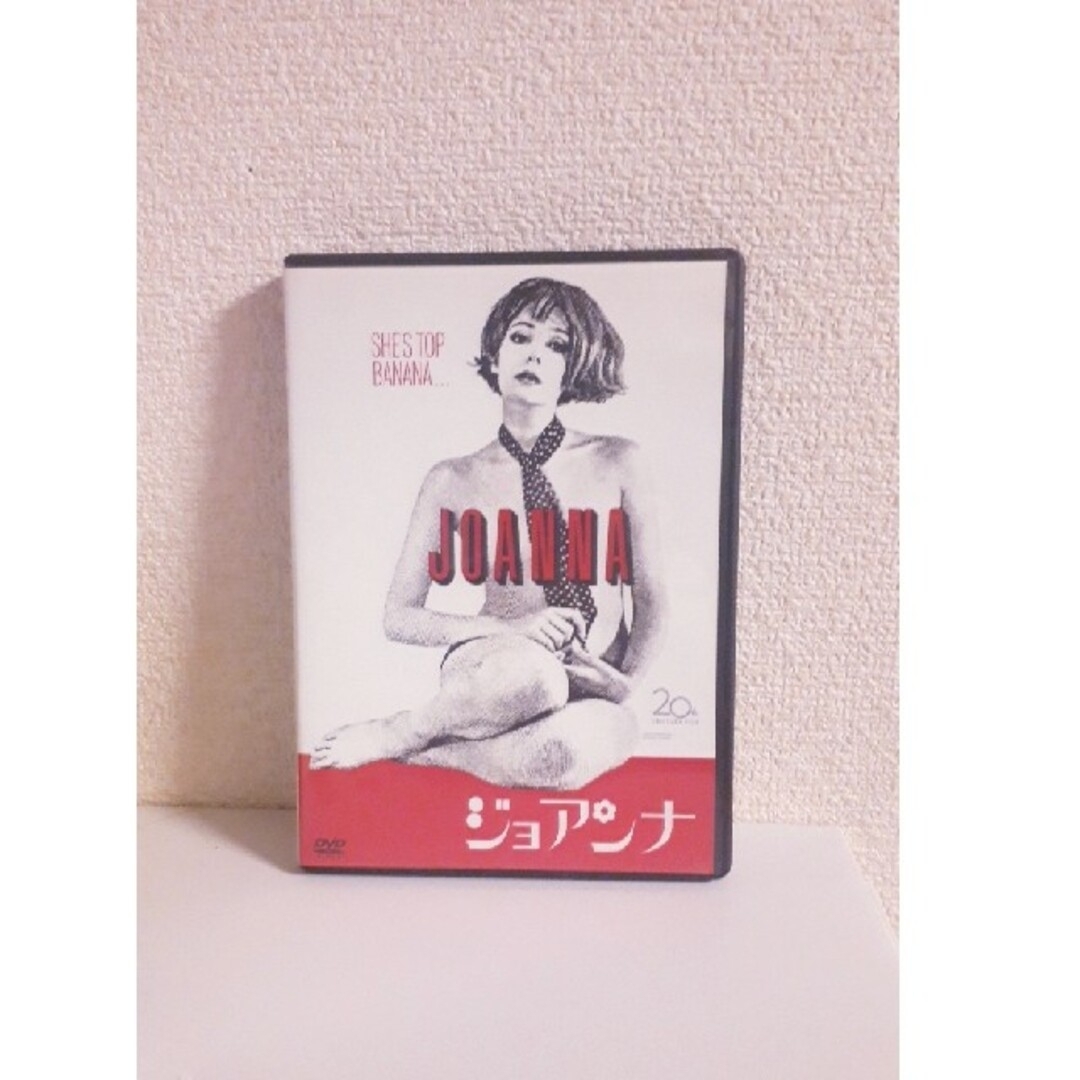 SHE'S TOP
BANANA...
JOANNA
20th
ジョアンナ
DVD